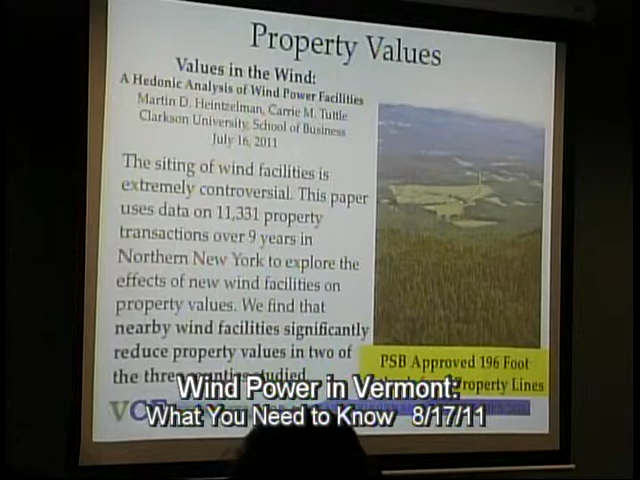 Property Values
Values in the Wind:
A Hedonic Analysis of Wind Power Facilities
Martin D. Heintzelman, Carrie M. Tuttle
Clarkson University, School of Business
July 16, 2011
The siting of wind facilities is
extremely controversial. This paper
uses data on 11,331 property
transactions over 9 years in
Northern New York to explore the
effects of new wind facilities on
property values. We find that
nearby wind facilities significantly
reduce property values in two of
the three counties studied
PSB Approved 196 Foot
Property Lines
Wind Power in Vermont:
What You Need to Know 8/17/11